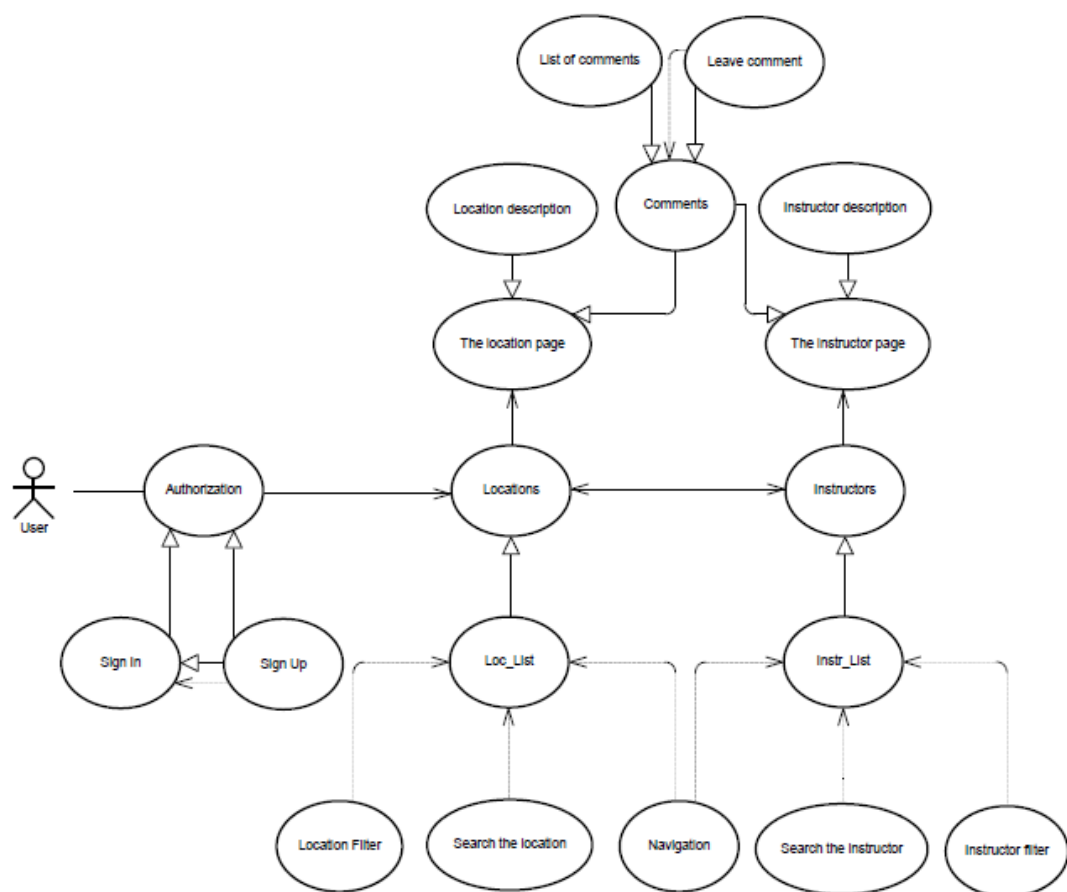 List of comments
Leave comment
Location description
Comments
Instructor description
The location page
The Instructor page
User
Authorization
Locations
Instructors
Sign In
Sign Up
Loc_List
Instr_List
Location Filter
Search the location
Navigation
Search the Instructor
Instructor filter